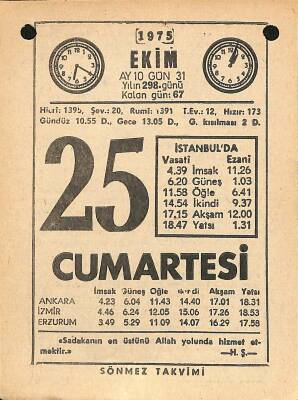 1975
EKİM
AY 10 GÜN 31
Yılın 298. günü
Kalan gün: 67
Hicrî: 1395, Şev.: 20, Rumî: 1391 T.Ev.: 12, Hızır: 173
Gündüz 10.55 D., Gece 13.05 D., G. kısılması 2 D.
25
İSTANBUL'DA
Vasati Ezani
4.39 İmsak 11.26
6.20 Güneş 1.03
11.58 Öğle 6.41
14.54 İkindi 9.37
17,15 Akşam 12.00
18.47 Yatsı 1.31
CUMARTESİ
İmsak Güneş Öğle İkindi Akşam Yatsı
ANKARA 4.23 6.04 11.43 14.40 17.01 18.31
İZMİR 4.46 6.24 12.05 15.06 17.26 18.53
ERZURUM 3.49 5.29 11.09 14.07 16.29 17.58
«Sadakanın en üstünü Allah yolunda hizmet et-
mektir.» —H. Ş.—
SÖNMEZ TAKVİMİ